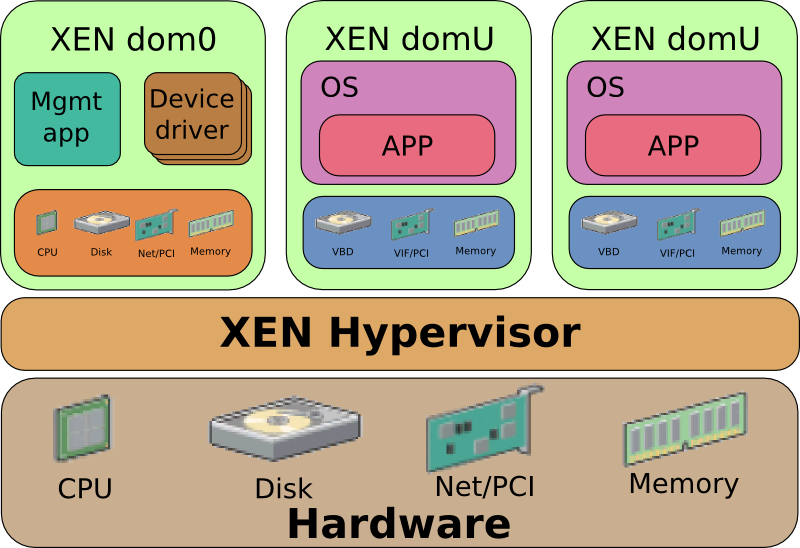 XEN dom0
Mgmt
app
Device
driver
CPU
Disk
Net/PCI
Memory
XEN domU
OS
APP
VBD
VIF/PCI
Memory
XEN domU
OS
APP
VBD
VIF/PCI
Memory
XEN Hypervisor
CPU
Disk
Net/PCI
Memory
Hardware